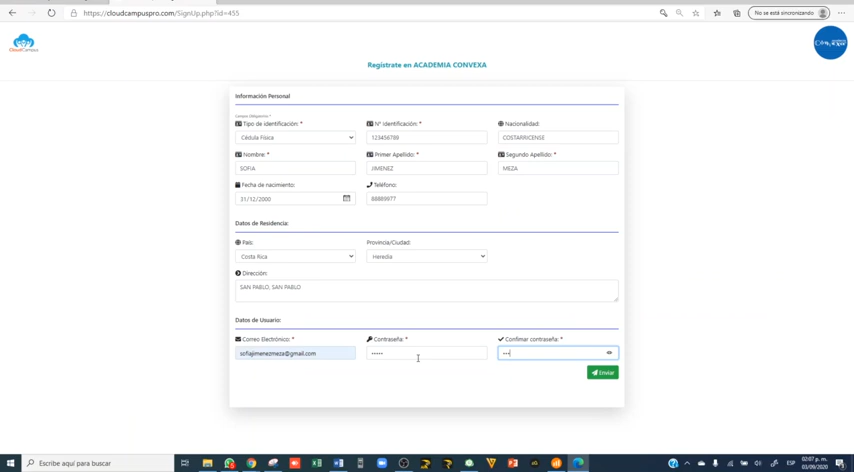 https://cloudcampuspro.com/SignUp.php?id=455
No se está sincronizando
CloudCampus
Regístrate en ACADEMIA CONVEXA
Información Personal
Campos Obligatorios *
Tipo de identificación: * N° Identificación: * Nacionalidad:
Cédula Física 123456789 COSTARRICENSE
Nombre: * Primer Apellido: * Segundo Apellido: *
SOFIA JIMENEZ MEZA
Fecha de nacimiento: Teléfono:
31/12/2000 88889977
Datos de Residencia:
País: Provincia/Ciudad:
Costa Rica Heredia
Dirección:
SAN PABLO, SAN PABLO
Datos de Usuario:
Correo Electrónico: * Contraseña: * Confimar contraseña: *
sofiajimenezmeza@gmail.com ••••• •••
Enviar
Escribe aquí para buscar
ESP
02:07 p. m.
03/09/2020